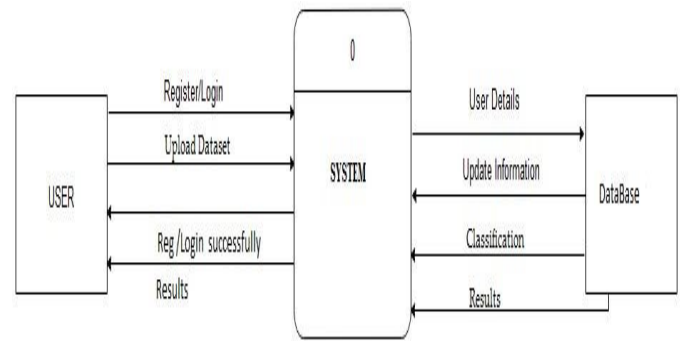 0
SYSTEM
USER
Register/Login
Upload Dataset
Reg /Login successfully
Results
User Details
Update Information
Classification
Results
DataBase